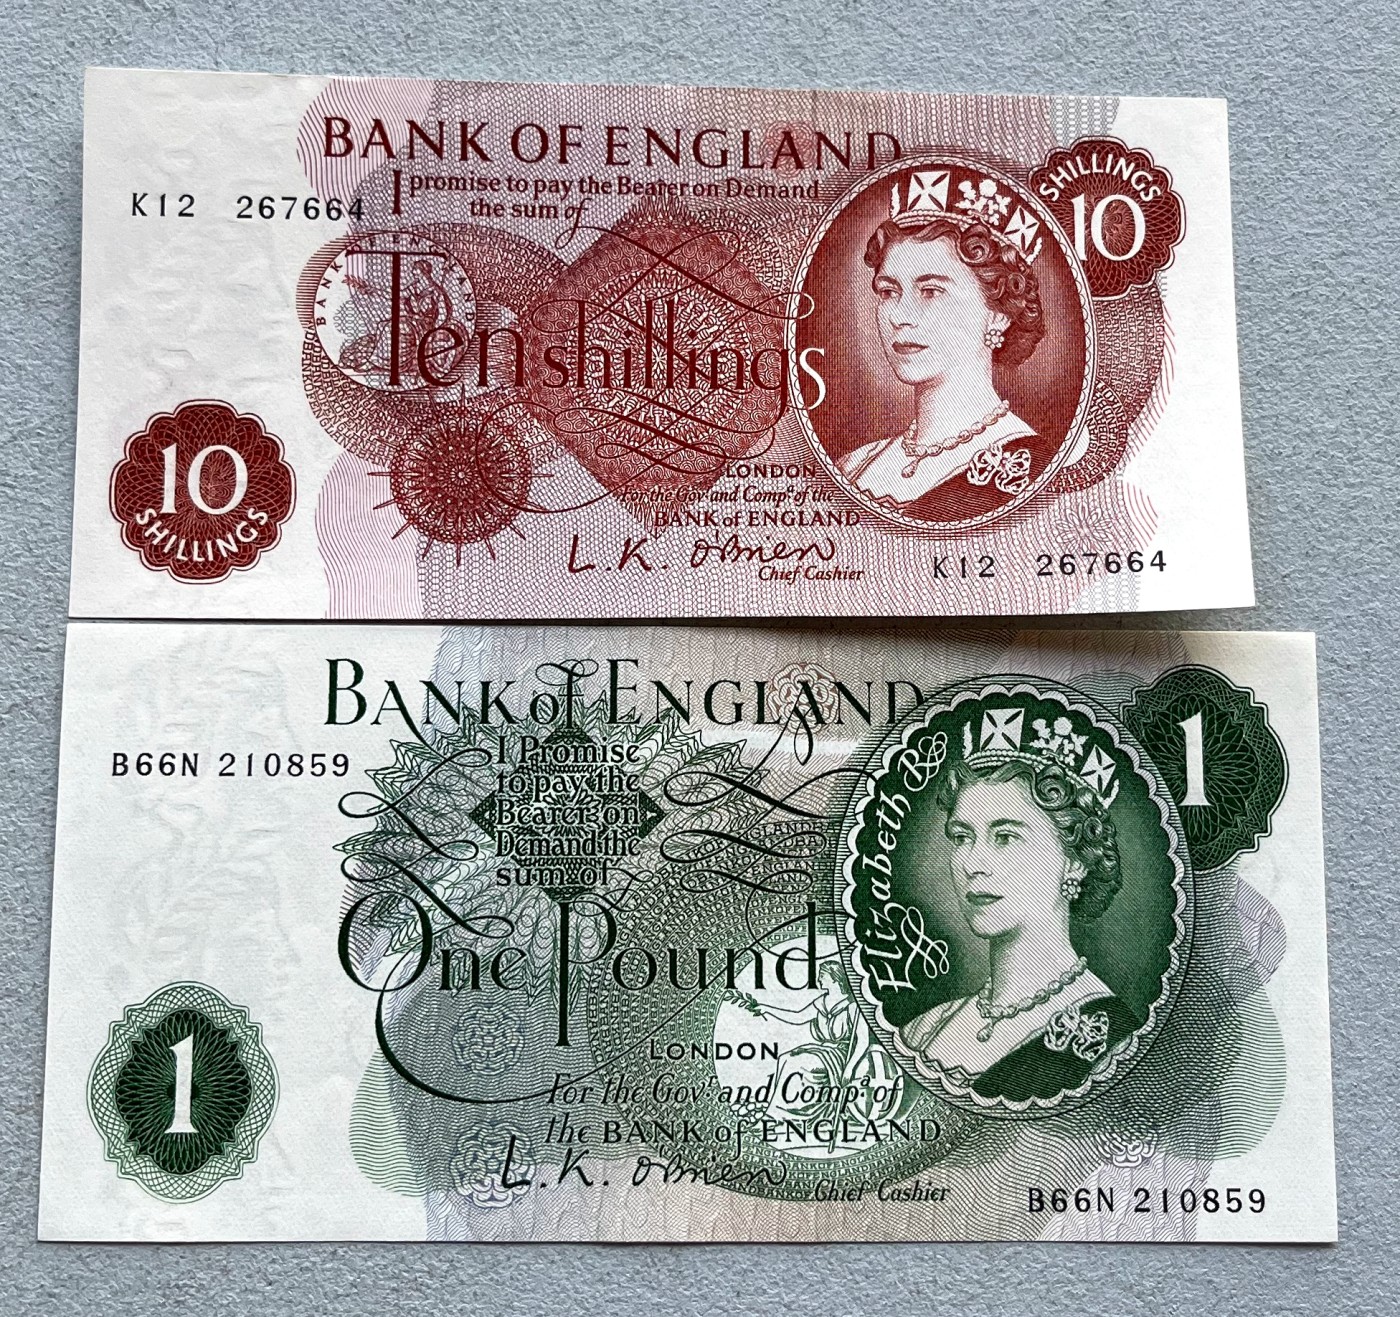 BANK OF ENGLAND
I promise to pay the Bearer on Demand
the sum of
K12 267664
SHILLINGS
10
BANK OF ENGLAND
Ten shillings
10
SHILLINGS
LONDON
For the Govr and Compa of the
BANK of ENGLAND
L.K. O'Brien
Chief Cashier
K12 267664
BANK of ENGLAND
B66N 210859
I Promise
to pay the
Bearer on
Demand the
sum of
One Pound
Elizabeth R
1
1
LONDON
For the Govr and Compa of
the BANK of ENGLAND
L.K. O'Brien
Chief Cashier
B66N 210859